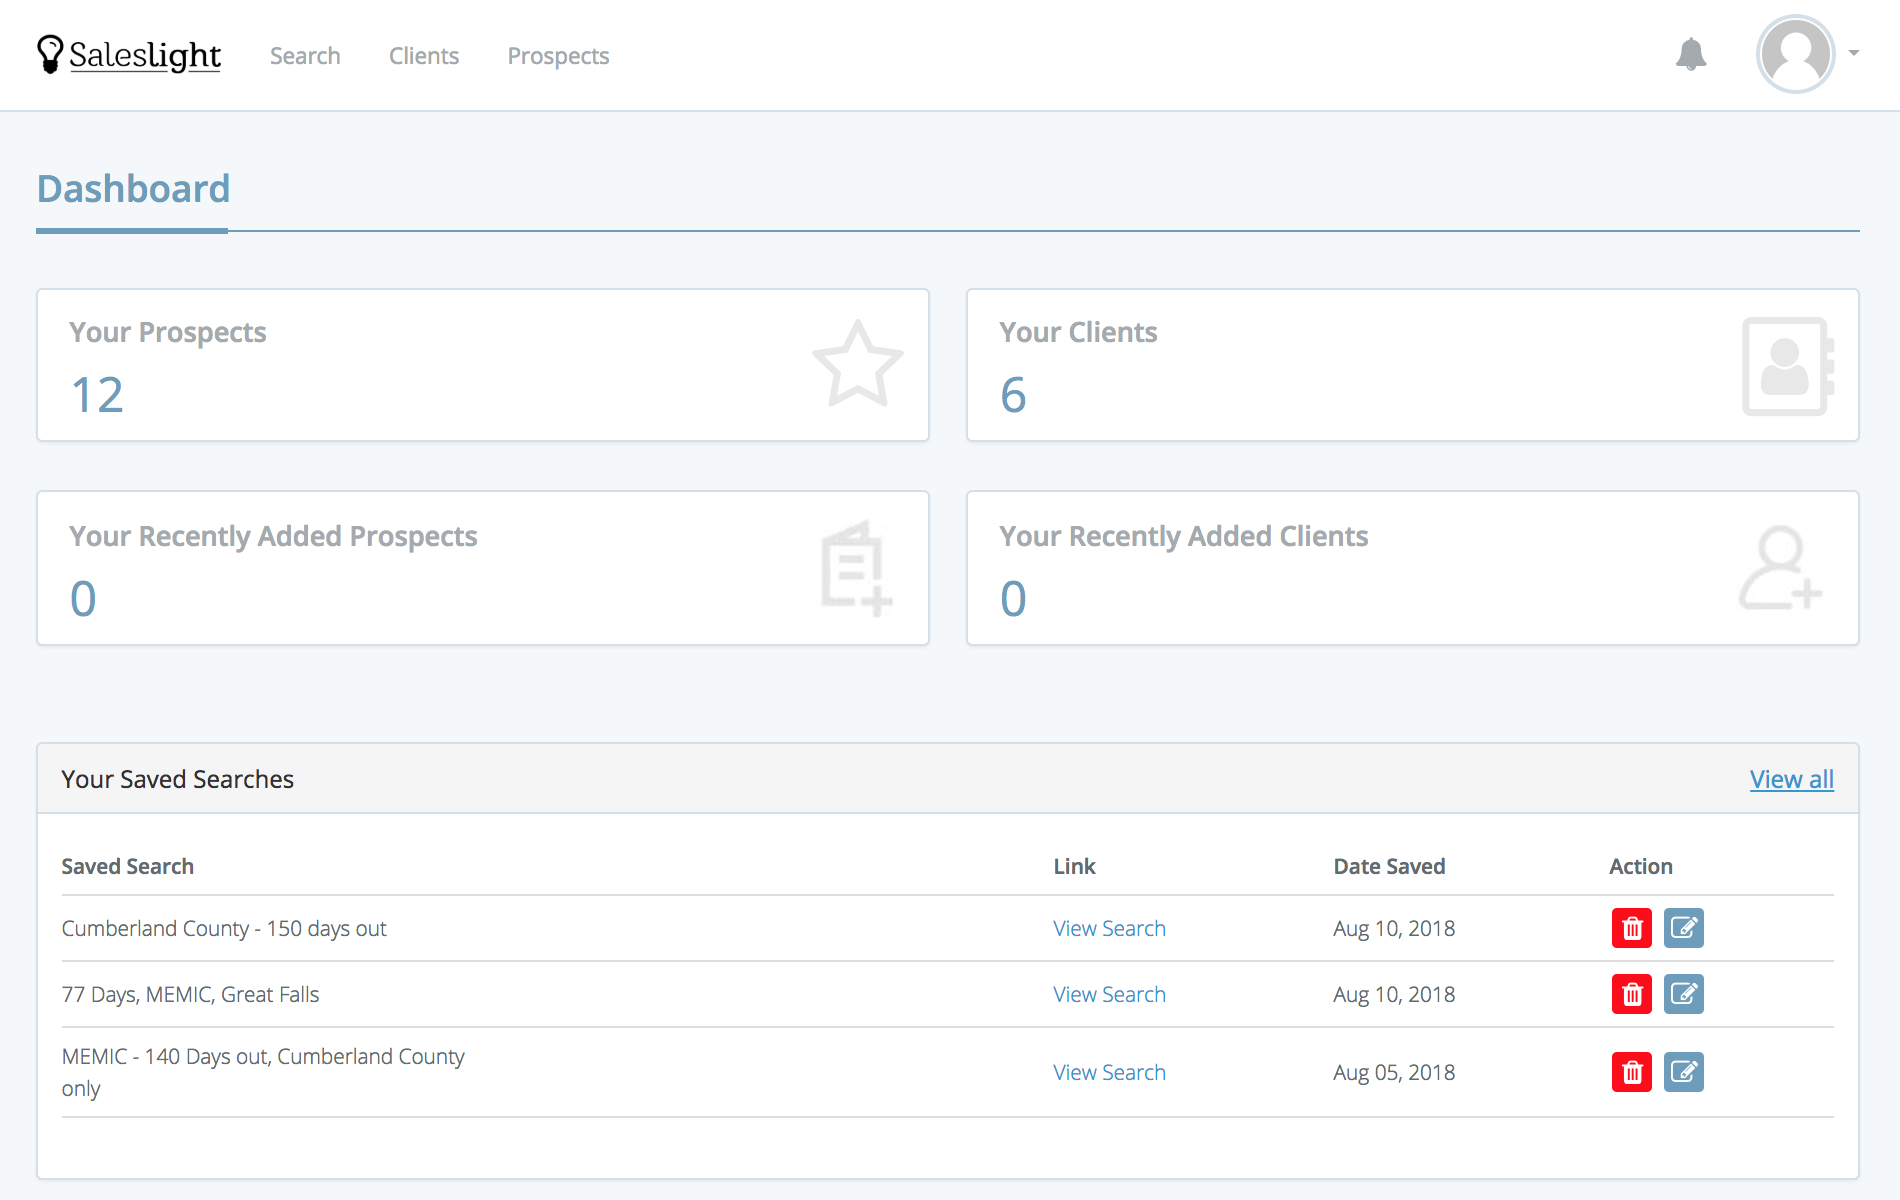 Saleslight Search Clients Prospects
Dashboard
Your Prospects
12
Your Clients
6
Your Recently Added Prospects
0
Your Recently Added Clients
0
Your Saved Searches View all
Saved Search Link Date Saved Action
Cumberland County - 150 days out View Search Aug 10, 2018
77 Days, MEMIC, Great Falls View Search Aug 10, 2018
MEMIC - 140 Days out, Cumberland County
only
View Search Aug 05, 2018